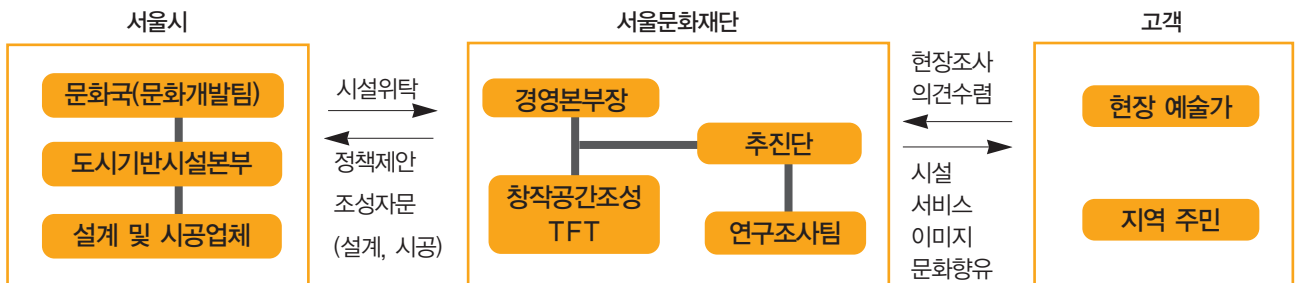 서울시
문화국(문화개발팀)
도시기반시설본부
설계 및 시공업체
시설위탁
정책제안
조성자문
(설계, 시공)
서울문화재단
경영본부장
추진단
창작공간조성
TFT
연구조사팀
현장조사
의견수렴
시설
서비스
이미지
문화향유
고객
현장 예술가
지역 주민